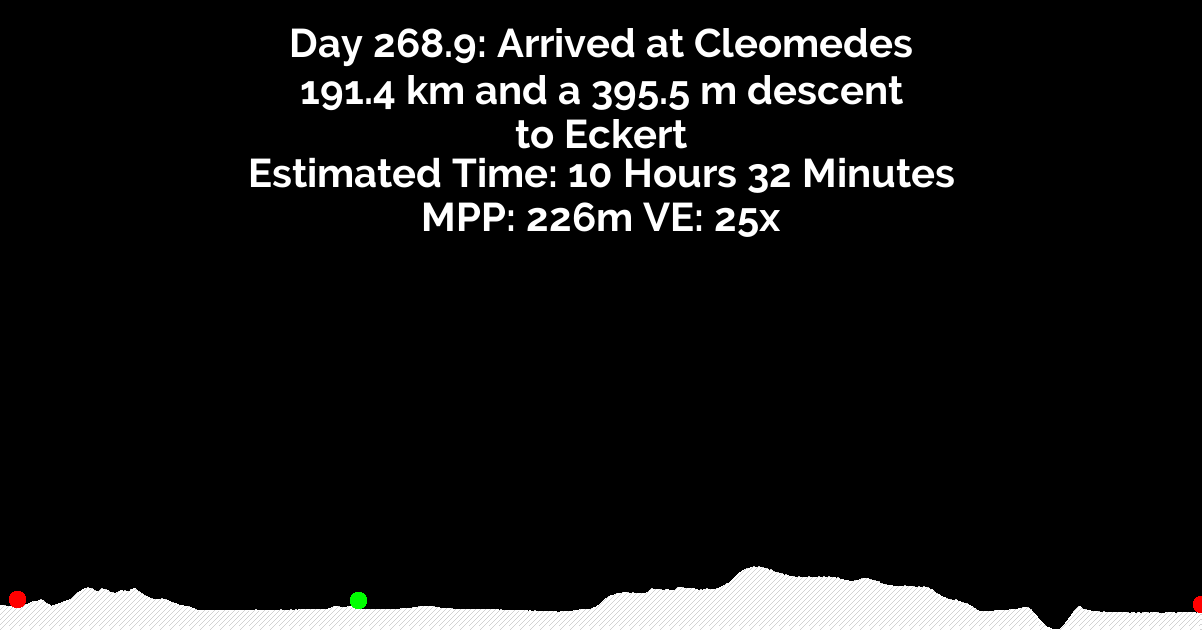 Day 268.9: Arrived at Cleomedes
191.4 km and a 395.5 m descent
to Eckert
Estimated Time: 10 Hours 32 Minutes
MPP: 226m VE: 25x